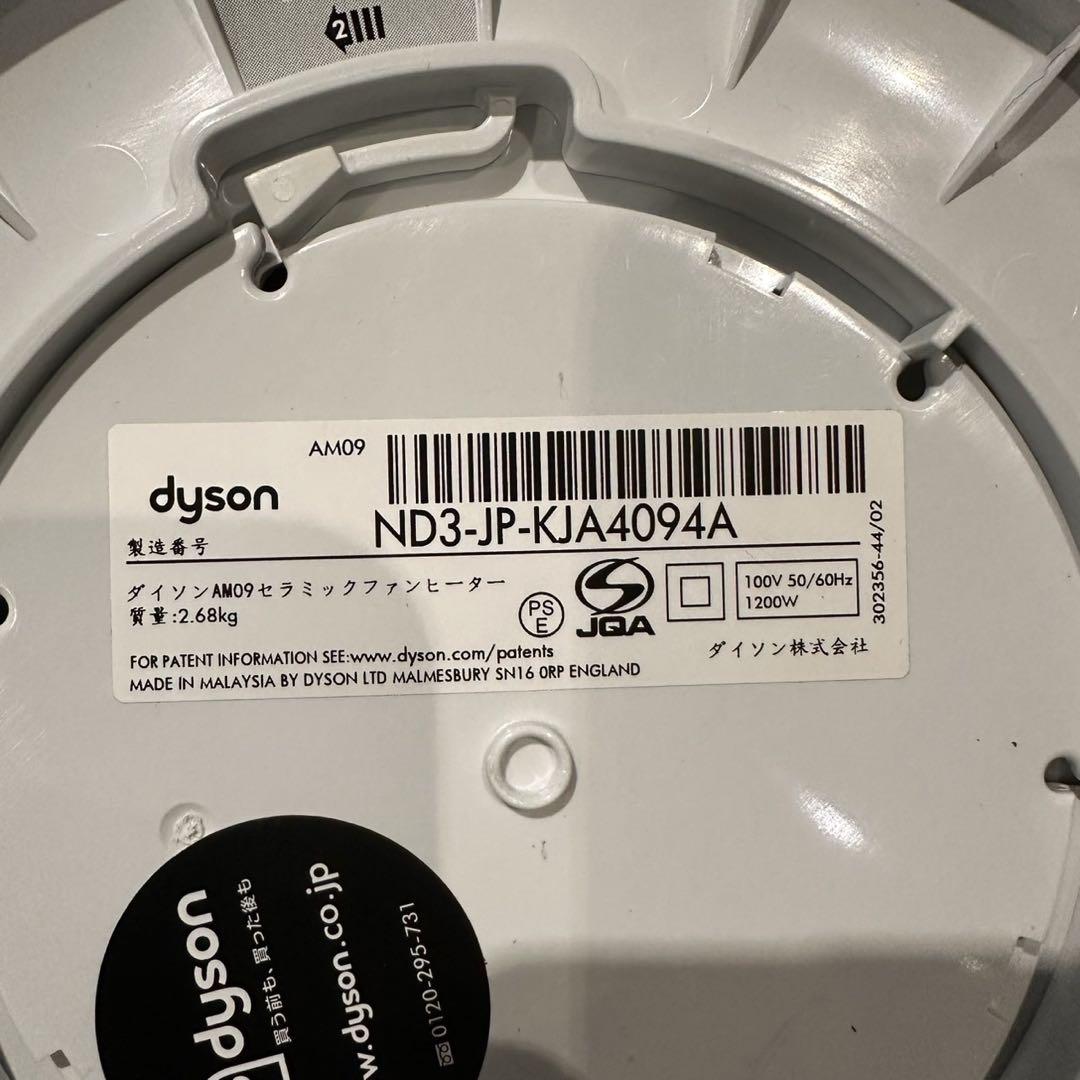 2
AM09
dyson
ND3-JP-KJA4094A
製造番号
ダイソンAM09セラミックファンヒーター
質量:2.68kg
PS
E
JQA
100V 50/60Hz
1200W
302356-44/02
ダイソン株式会社
FOR PATENT INFORMATION SEE:www.dyson.com/patents
MADE IN MALAYSIA BY DYSON LTD MALMESBURY SN16 0RP ENGLAND
dyson
買う前も、買った後も
w.dyson.co.jp
0120-295-731